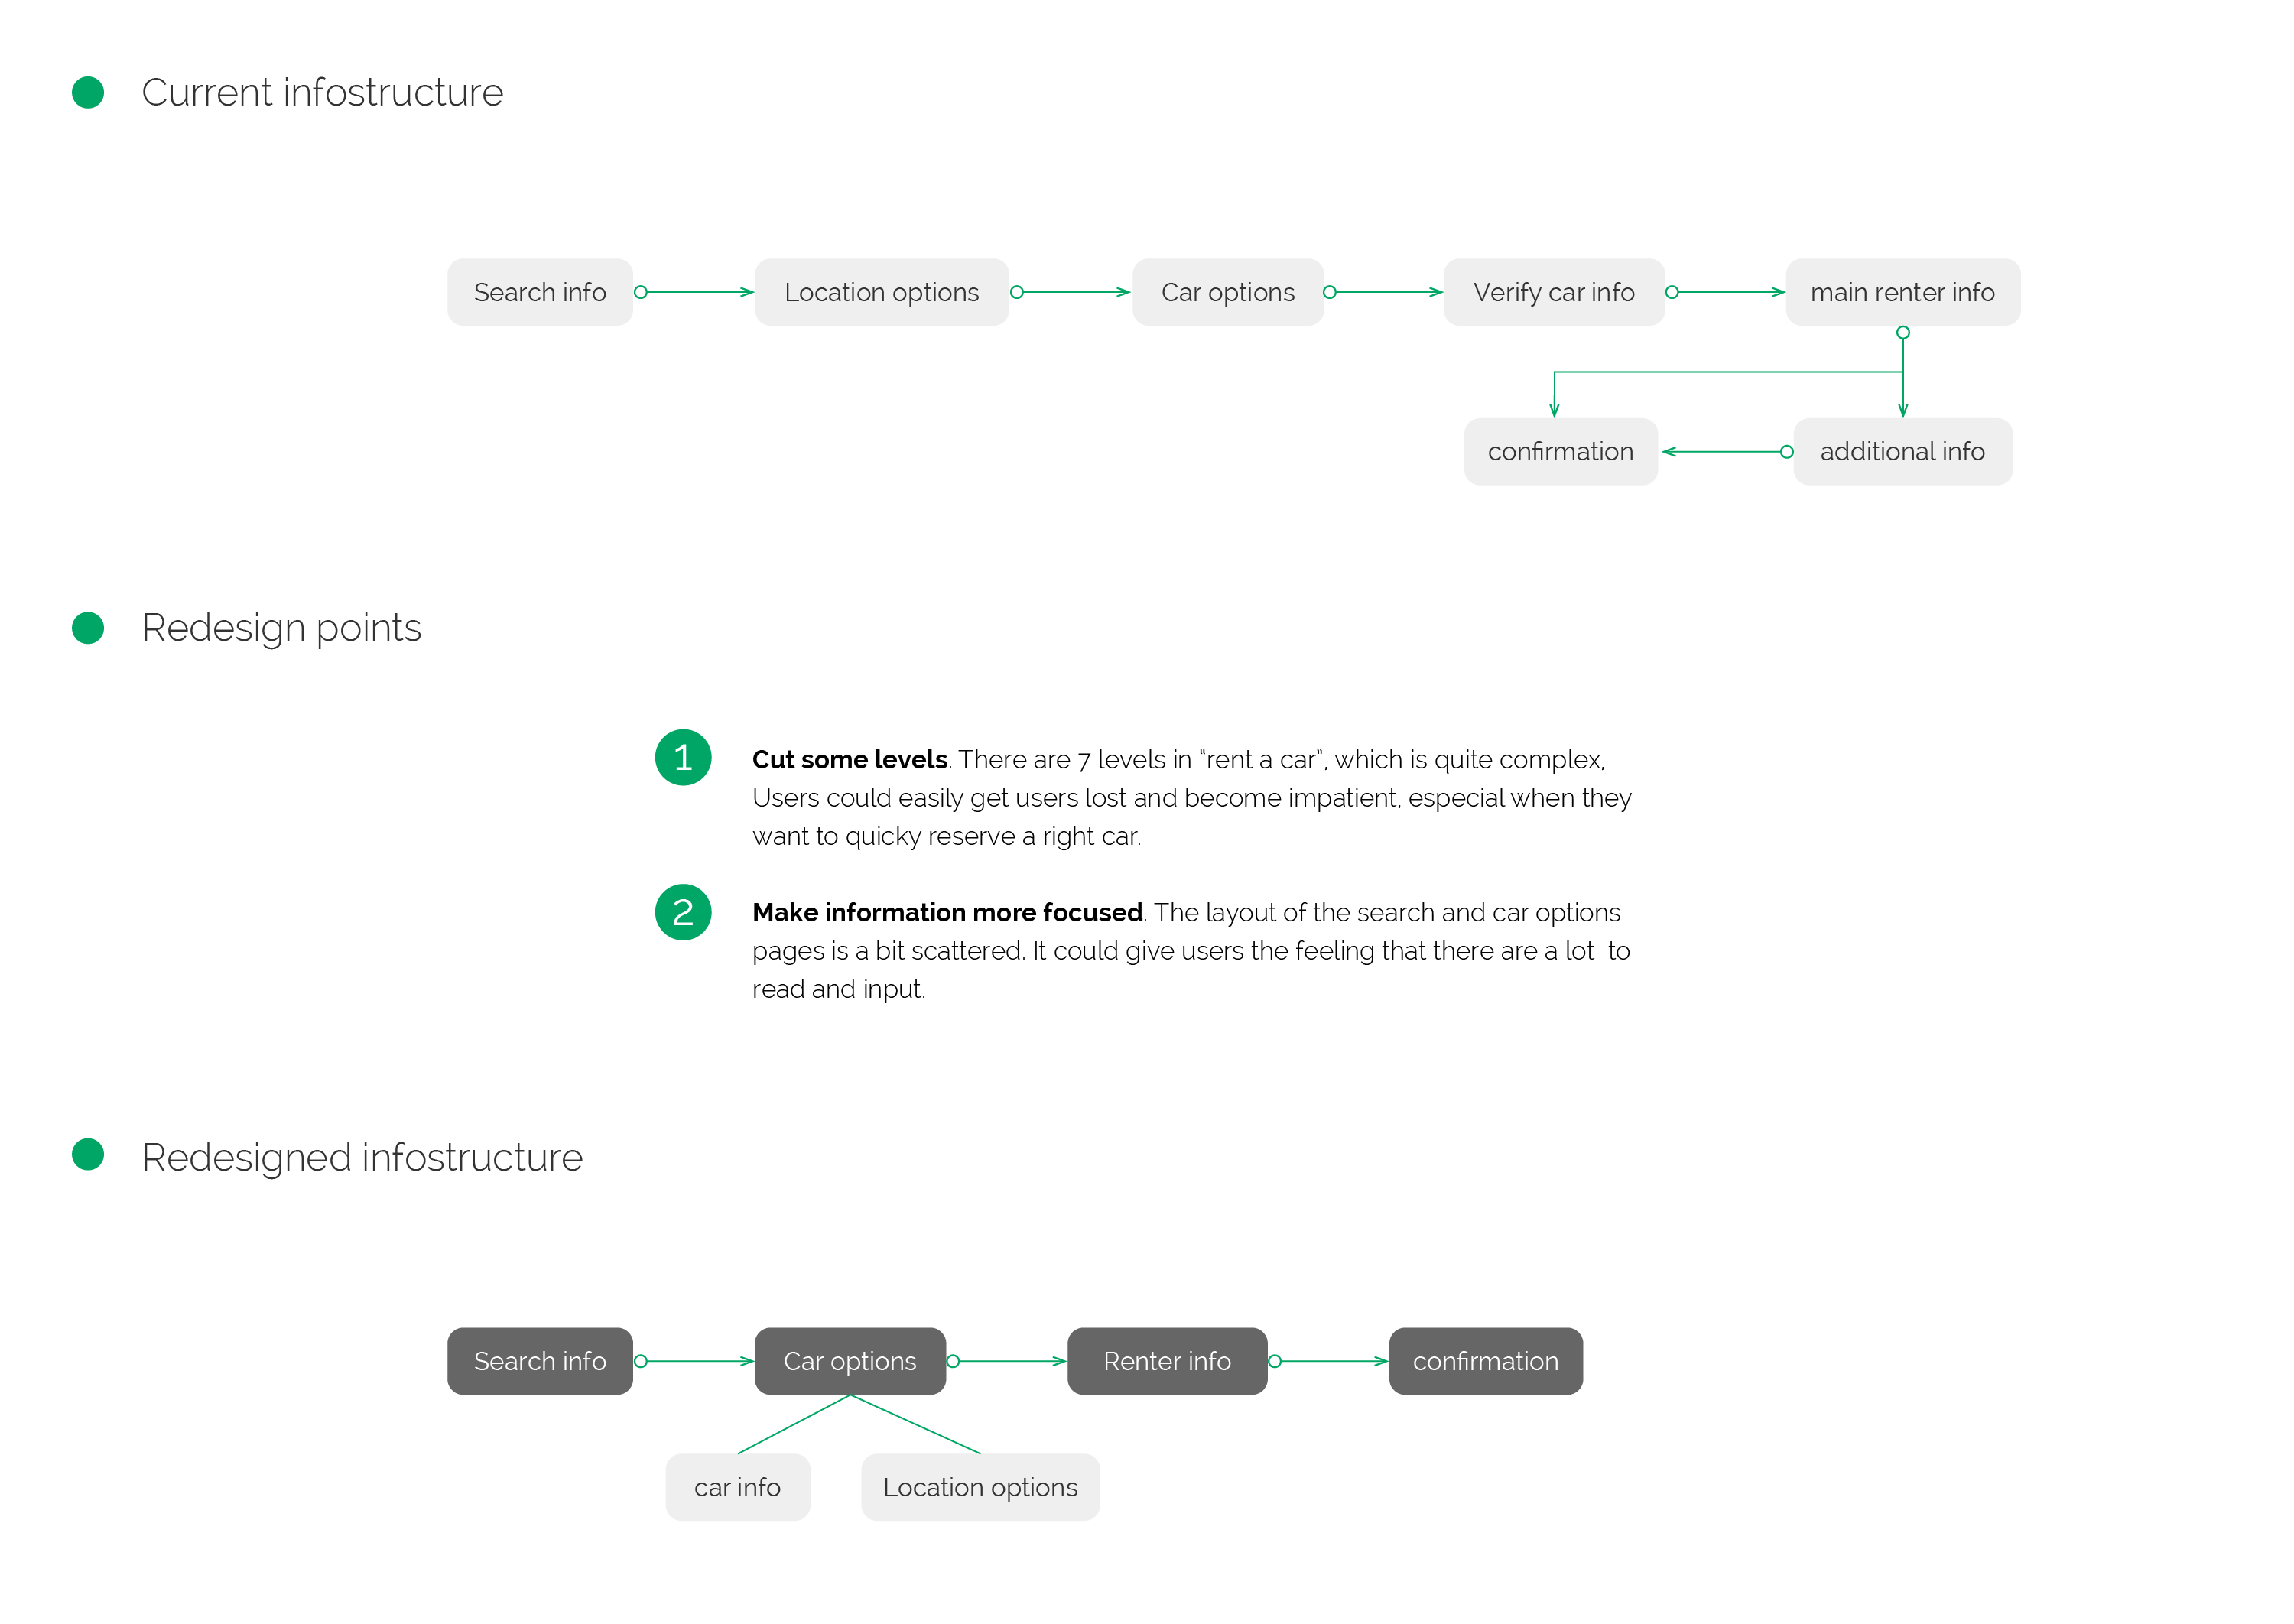 Current infostructure
Search info
Location options
Car options
Verify car info
main renter info
confirmation
additional info
Redesign points
1
Cut some levels. There are 7 levels in “rent a car”, which is quite complex,
Users could easily get users lost and become impatient, especial when they
want to quicky reserve a right car.
2
Make information more focused. The layout of the search and car options
pages is a bit scattered. It could give users the feeling that there are a lot  to
read and input.
Redesigned infostructure
Search info
Car options
Renter info
confirmation
car info
Location options